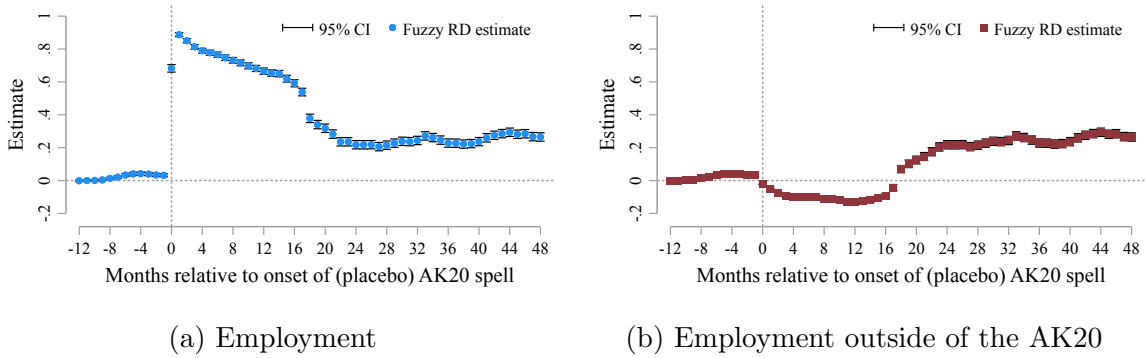 95% CI Fuzzy RD estimate
Estimate
-.2 0 .2 .4 .6 .8 1
-12 -8 -4 0 4 8 12 16 20 24 28 32 36 40 44 48
Months relative to onset of (placebo) AK20 spell
(a) Employment
95% CI Fuzzy RD estimate
Estimate
-.2 0 .2 .4 .6 .8 1
-12 -8 -4 0 4 8 12 16 20 24 28 32 36 40 44 48
Months relative to onset of (placebo) AK20 spell
(b) Employment outside of the AK20